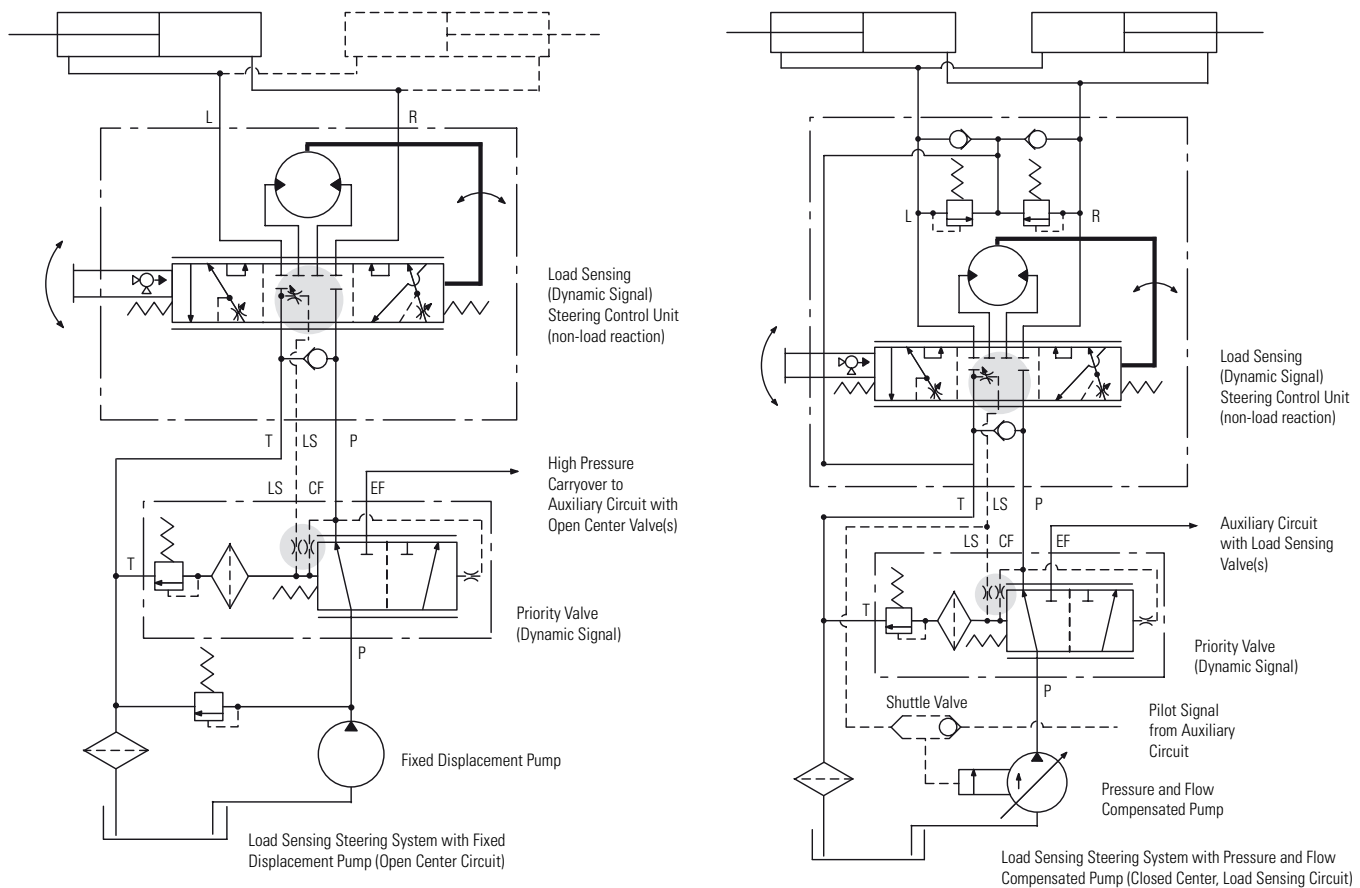 L
R
Load Sensing
(Dynamic Signal)
Steering Control Unit
(non-load reaction)
T
LS
P
LS
CF
EF
High Pressure
Carryover to
Auxiliary Circuit with
Open Center Valve(s)
T
Priority Valve
(Dynamic Signal)
P
Fixed Displacement Pump
Load Sensing Steering System with Fixed
Displacement Pump (Open Center Circuit)
L
R
Load Sensing
(Dynamic Signal)
Steering Control Unit
(non-load reaction)
T
LS
P
LS
CF
EF
Auxiliary Circuit
with Load Sensing
Valve(s)
T
Priority Valve
(Dynamic Signal)
P
Shuttle Valve
Pilot Signal
from Auxiliary
Circuit
Pressure and Flow
Compensated Pump
Load Sensing Steering System with Pressure and Flow
Compensated Pump (Closed Center, Load Sensing Circuit)